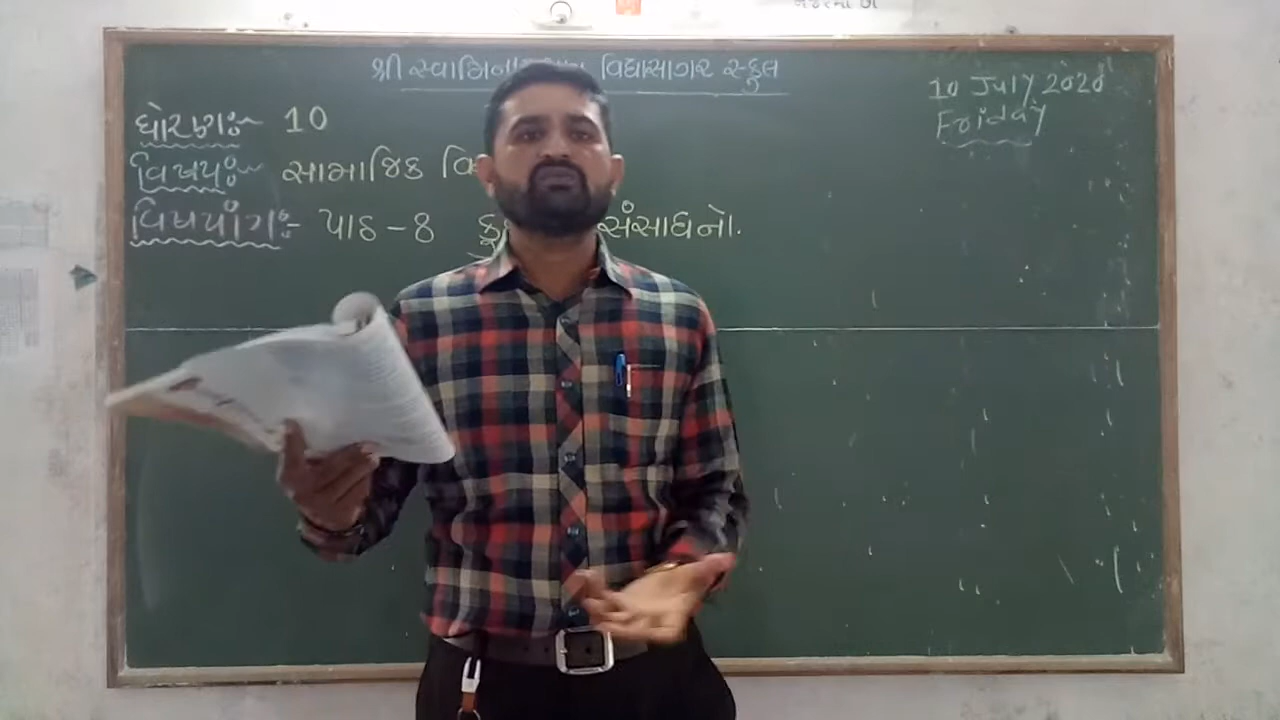 શ્રી વિદ્યાસાગર સ્કુલ
10 July 2020
Friday
ધોરણઃ- 10
વિષયઃ- સામાજિક
વિષયાંગઃ- પાઠ - 8 સંસાધનો.